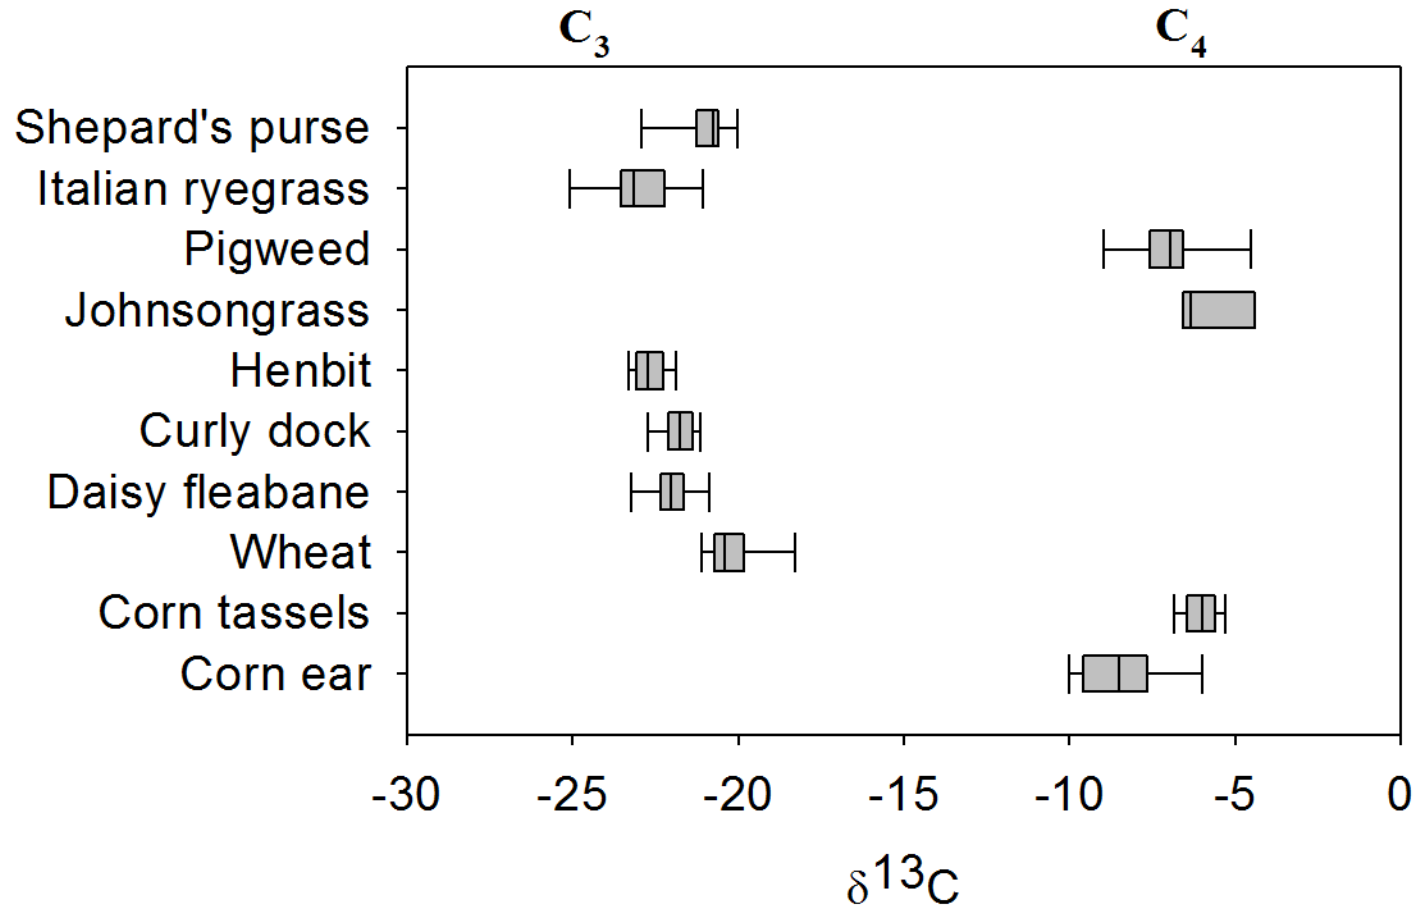 C₃ C₄
Shepard's purse
Italian ryegrass
Pigweed
Johnsongrass
Henbit
Curly dock
Daisy fleabane
Wheat
Corn tassels
Corn ear
-30 -25 -20 -15 -10 -5 0
δ¹³C